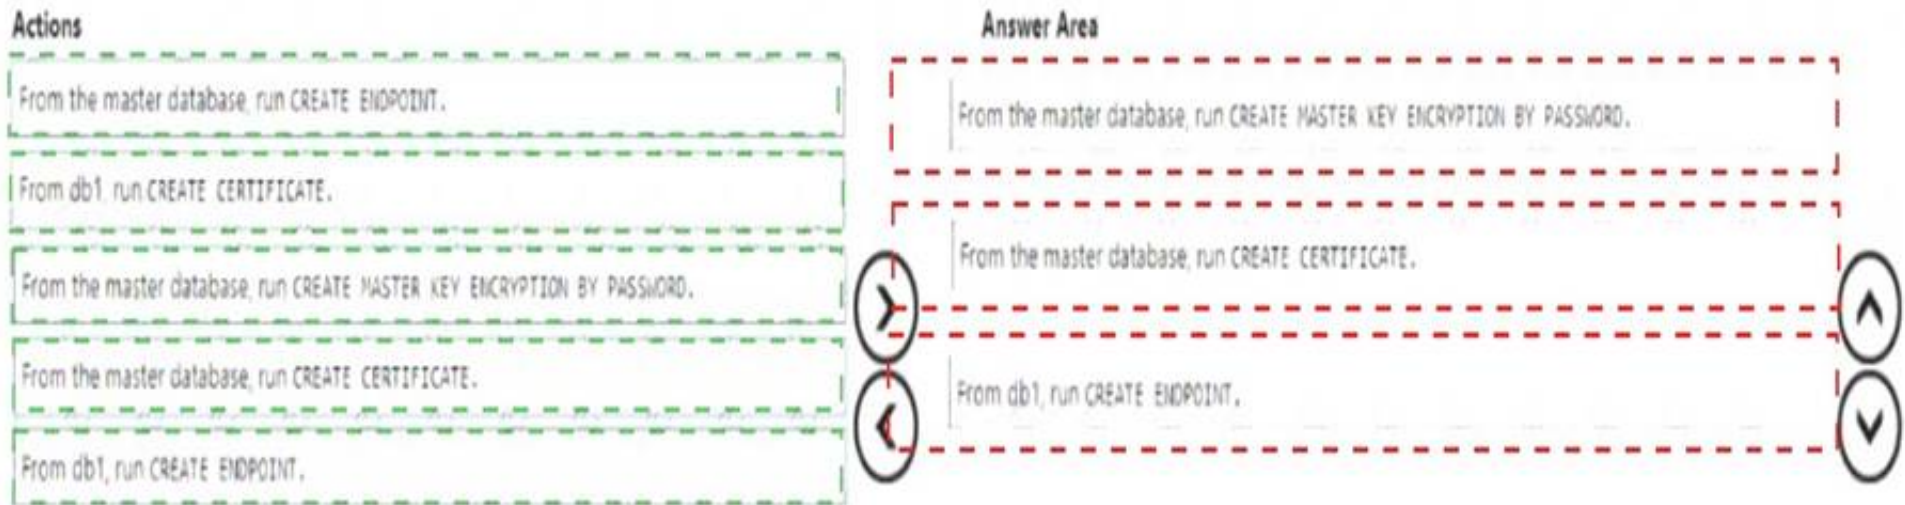 Actions
From the master database, run CREATE ENDPOINT.
From db1, run CREATE CERTIFICATE.
From the master database, run CREATE MASTER KEY ENCRYPTION BY PASSWORD.
From the master database, run CREATE CERTIFICATE.
From db1, run CREATE ENDPOINT.
Answer Area
From the master database, run CREATE MASTER KEY ENCRYPTION BY PASSWORD.
From the master database, run CREATE CERTIFICATE.
From db1, run CREATE ENDPOINT.